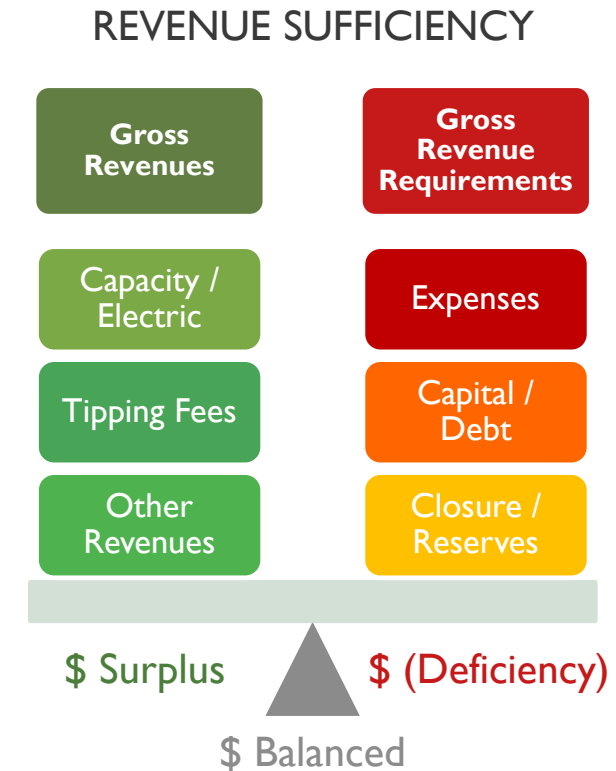 REVENUE SUFFICIENCY
Gross
Revenues
Gross
Revenue
Requirements
Capacity /
Electric
Expenses
Tipping Fees
Capital /
Debt
Other
Revenues
Closure /
Reserves
$ Surplus
$ (Deficiency)
$ Balanced